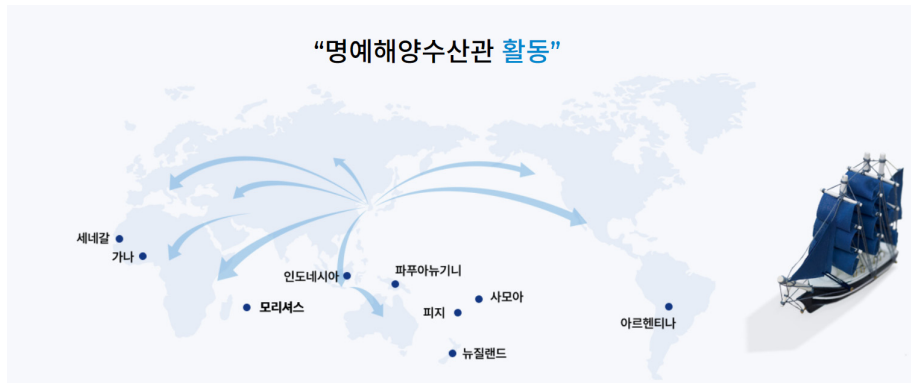 “명예해양수산관 활동”
세네갈
가나
인도네시아
파푸아뉴기니
모리셔스
사모아
피지
아르헨티나
뉴질랜드